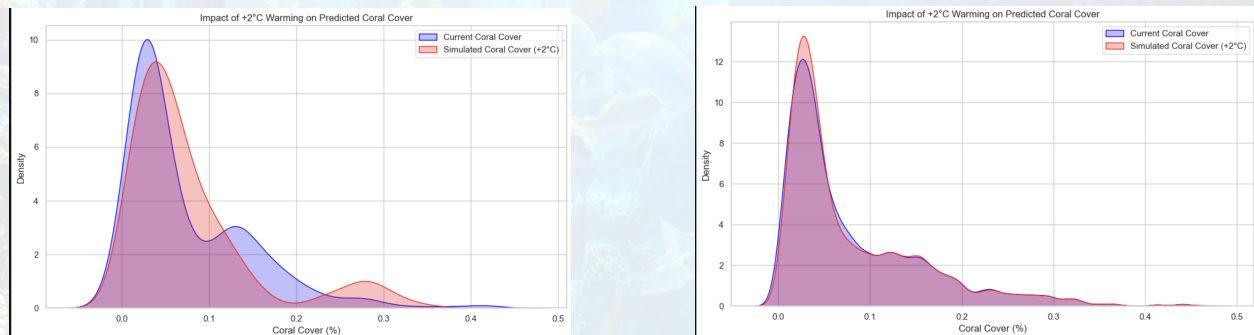 Impact of +2°C Warming on Predicted Coral Cover
Current Coral Cover
Simulated Coral Cover (+2°C)
10
8
6
4
2
0
Density
0.0 0.1 0.2 0.3 0.4 0.5
Coral Cover (%)
Impact of +2°C Warming on Predicted Coral Cover
Current Coral Cover
Simulated Coral Cover (+2°C)
12
10
8
6
4
2
0
Density
0.0 0.1 0.2 0.3 0.4 0.5
Coral Cover (%)